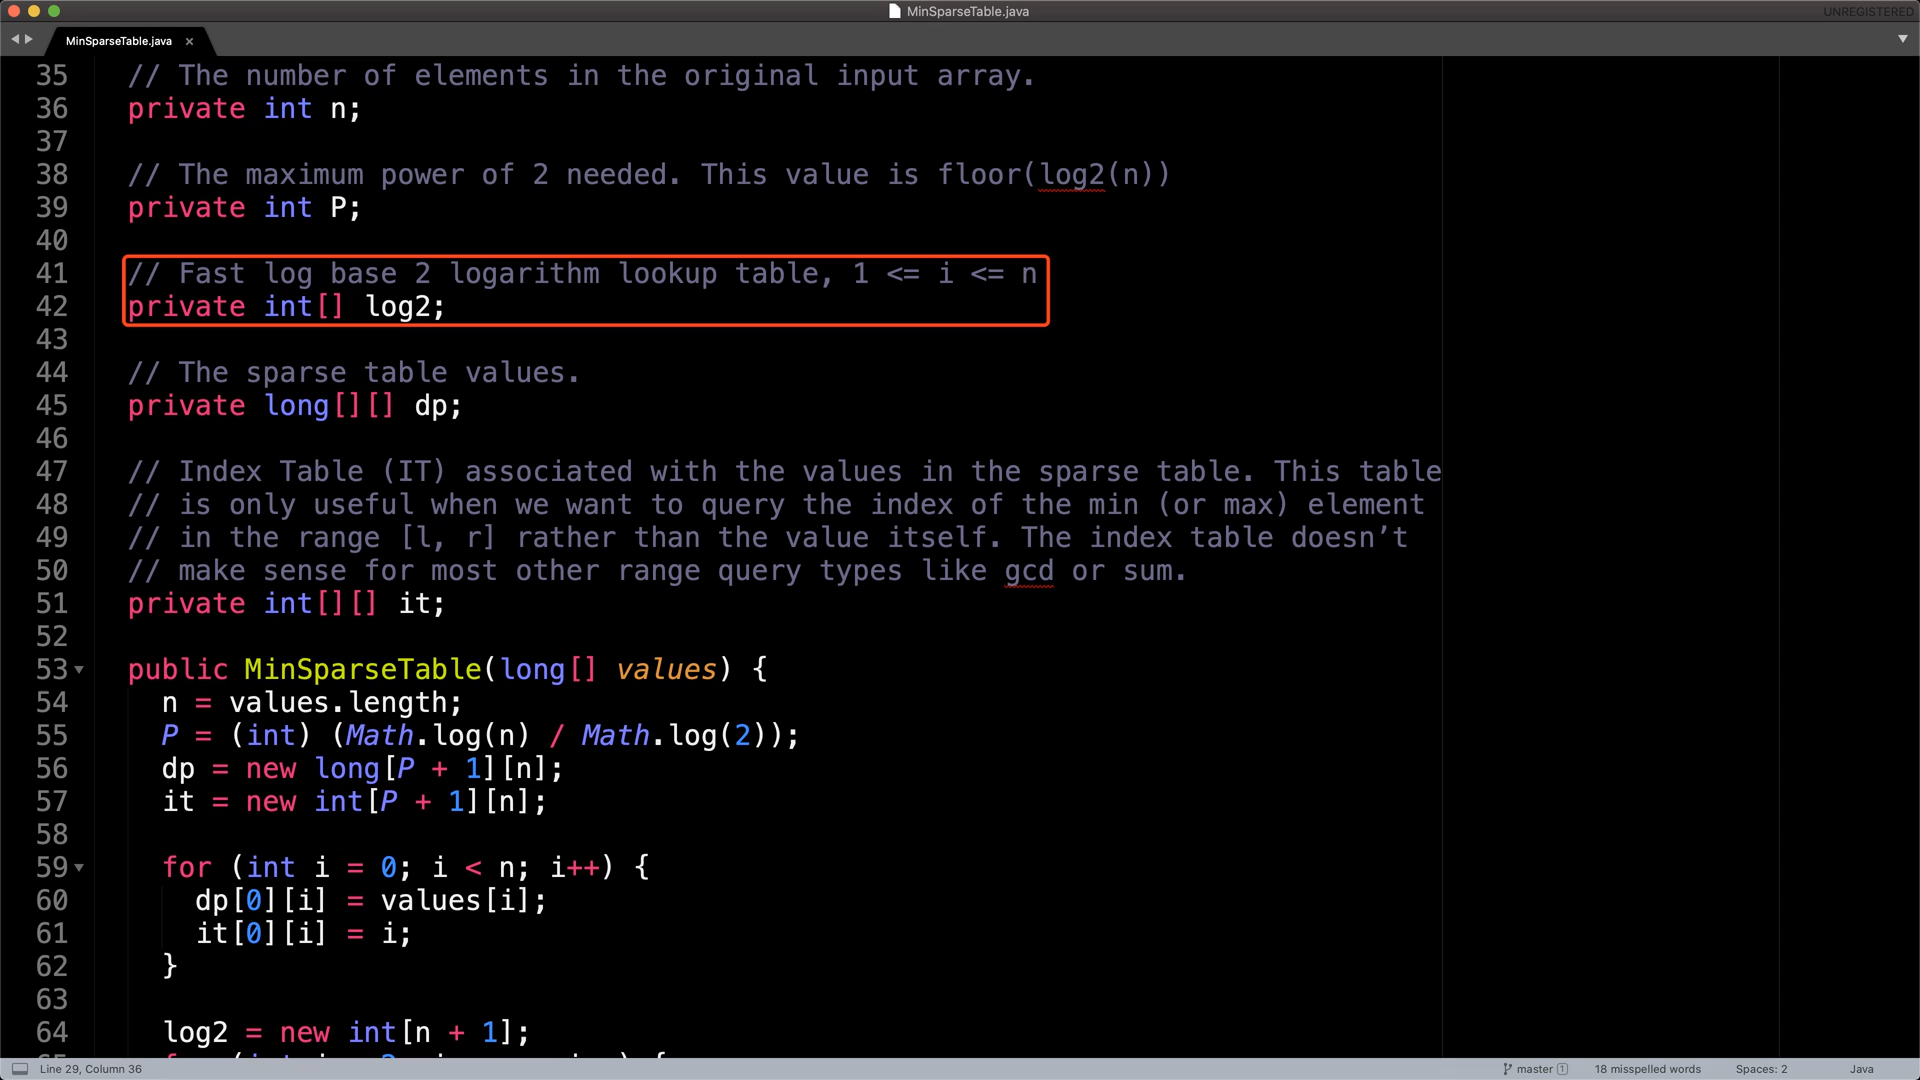 MinSparseTable.java
UNREGISTERED
MinSparseTable.java ×
35 // The number of elements in the original input array.
36 private int n;
37
38 // The maximum power of 2 needed. This value is floor(log2(n))
39 private int P;
40
41 // Fast log base 2 logarithm lookup table, 1 <= i <= n
42 private int[] log2;
43
44 // The sparse table values.
45 private long[][] dp;
46
47 // Index Table (IT) associated with the values in the sparse table. This table
48 // is only useful when we want to query the index of the min (or max) element
49 // in the range [l, r] rather than the value itself. The index table doesn’t
50 // make sense for most other range query types like gcd or sum.
51 private int[][] it;
52
53 public MinSparseTable(long[] values) {
54 n = values.length;
55 P = (int) (Math.log(n) / Math.log(2));
56 dp = new long[P + 1][n];
57 it = new int[P + 1][n];
58
59 for (int i = 0; i < n; i++) {
60 dp[0][i] = values[i];
61 it[0][i] = i;
62 }
63
64 log2 = new int[n + 1];
Line 29, Column 36
master 1
18 misspelled words
Spaces: 2
Java